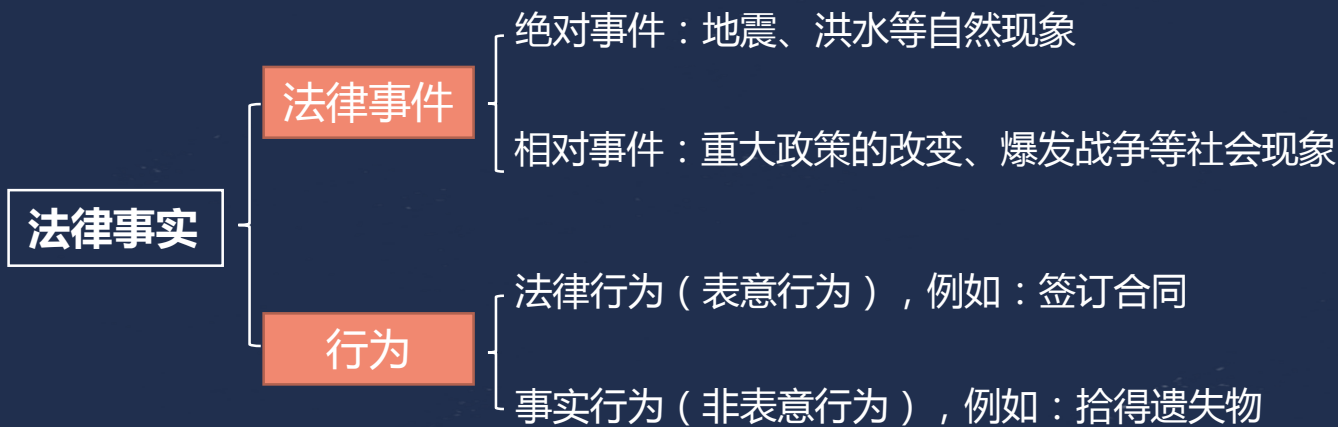 绝对事件：地震、洪水等自然现象
法律事件
相对事件：重大政策的改变、爆发战争等社会现象
法律事实
法律行为（表意行为），例如：签订合同
行为
事实行为（非表意行为），例如：拾得遗失物